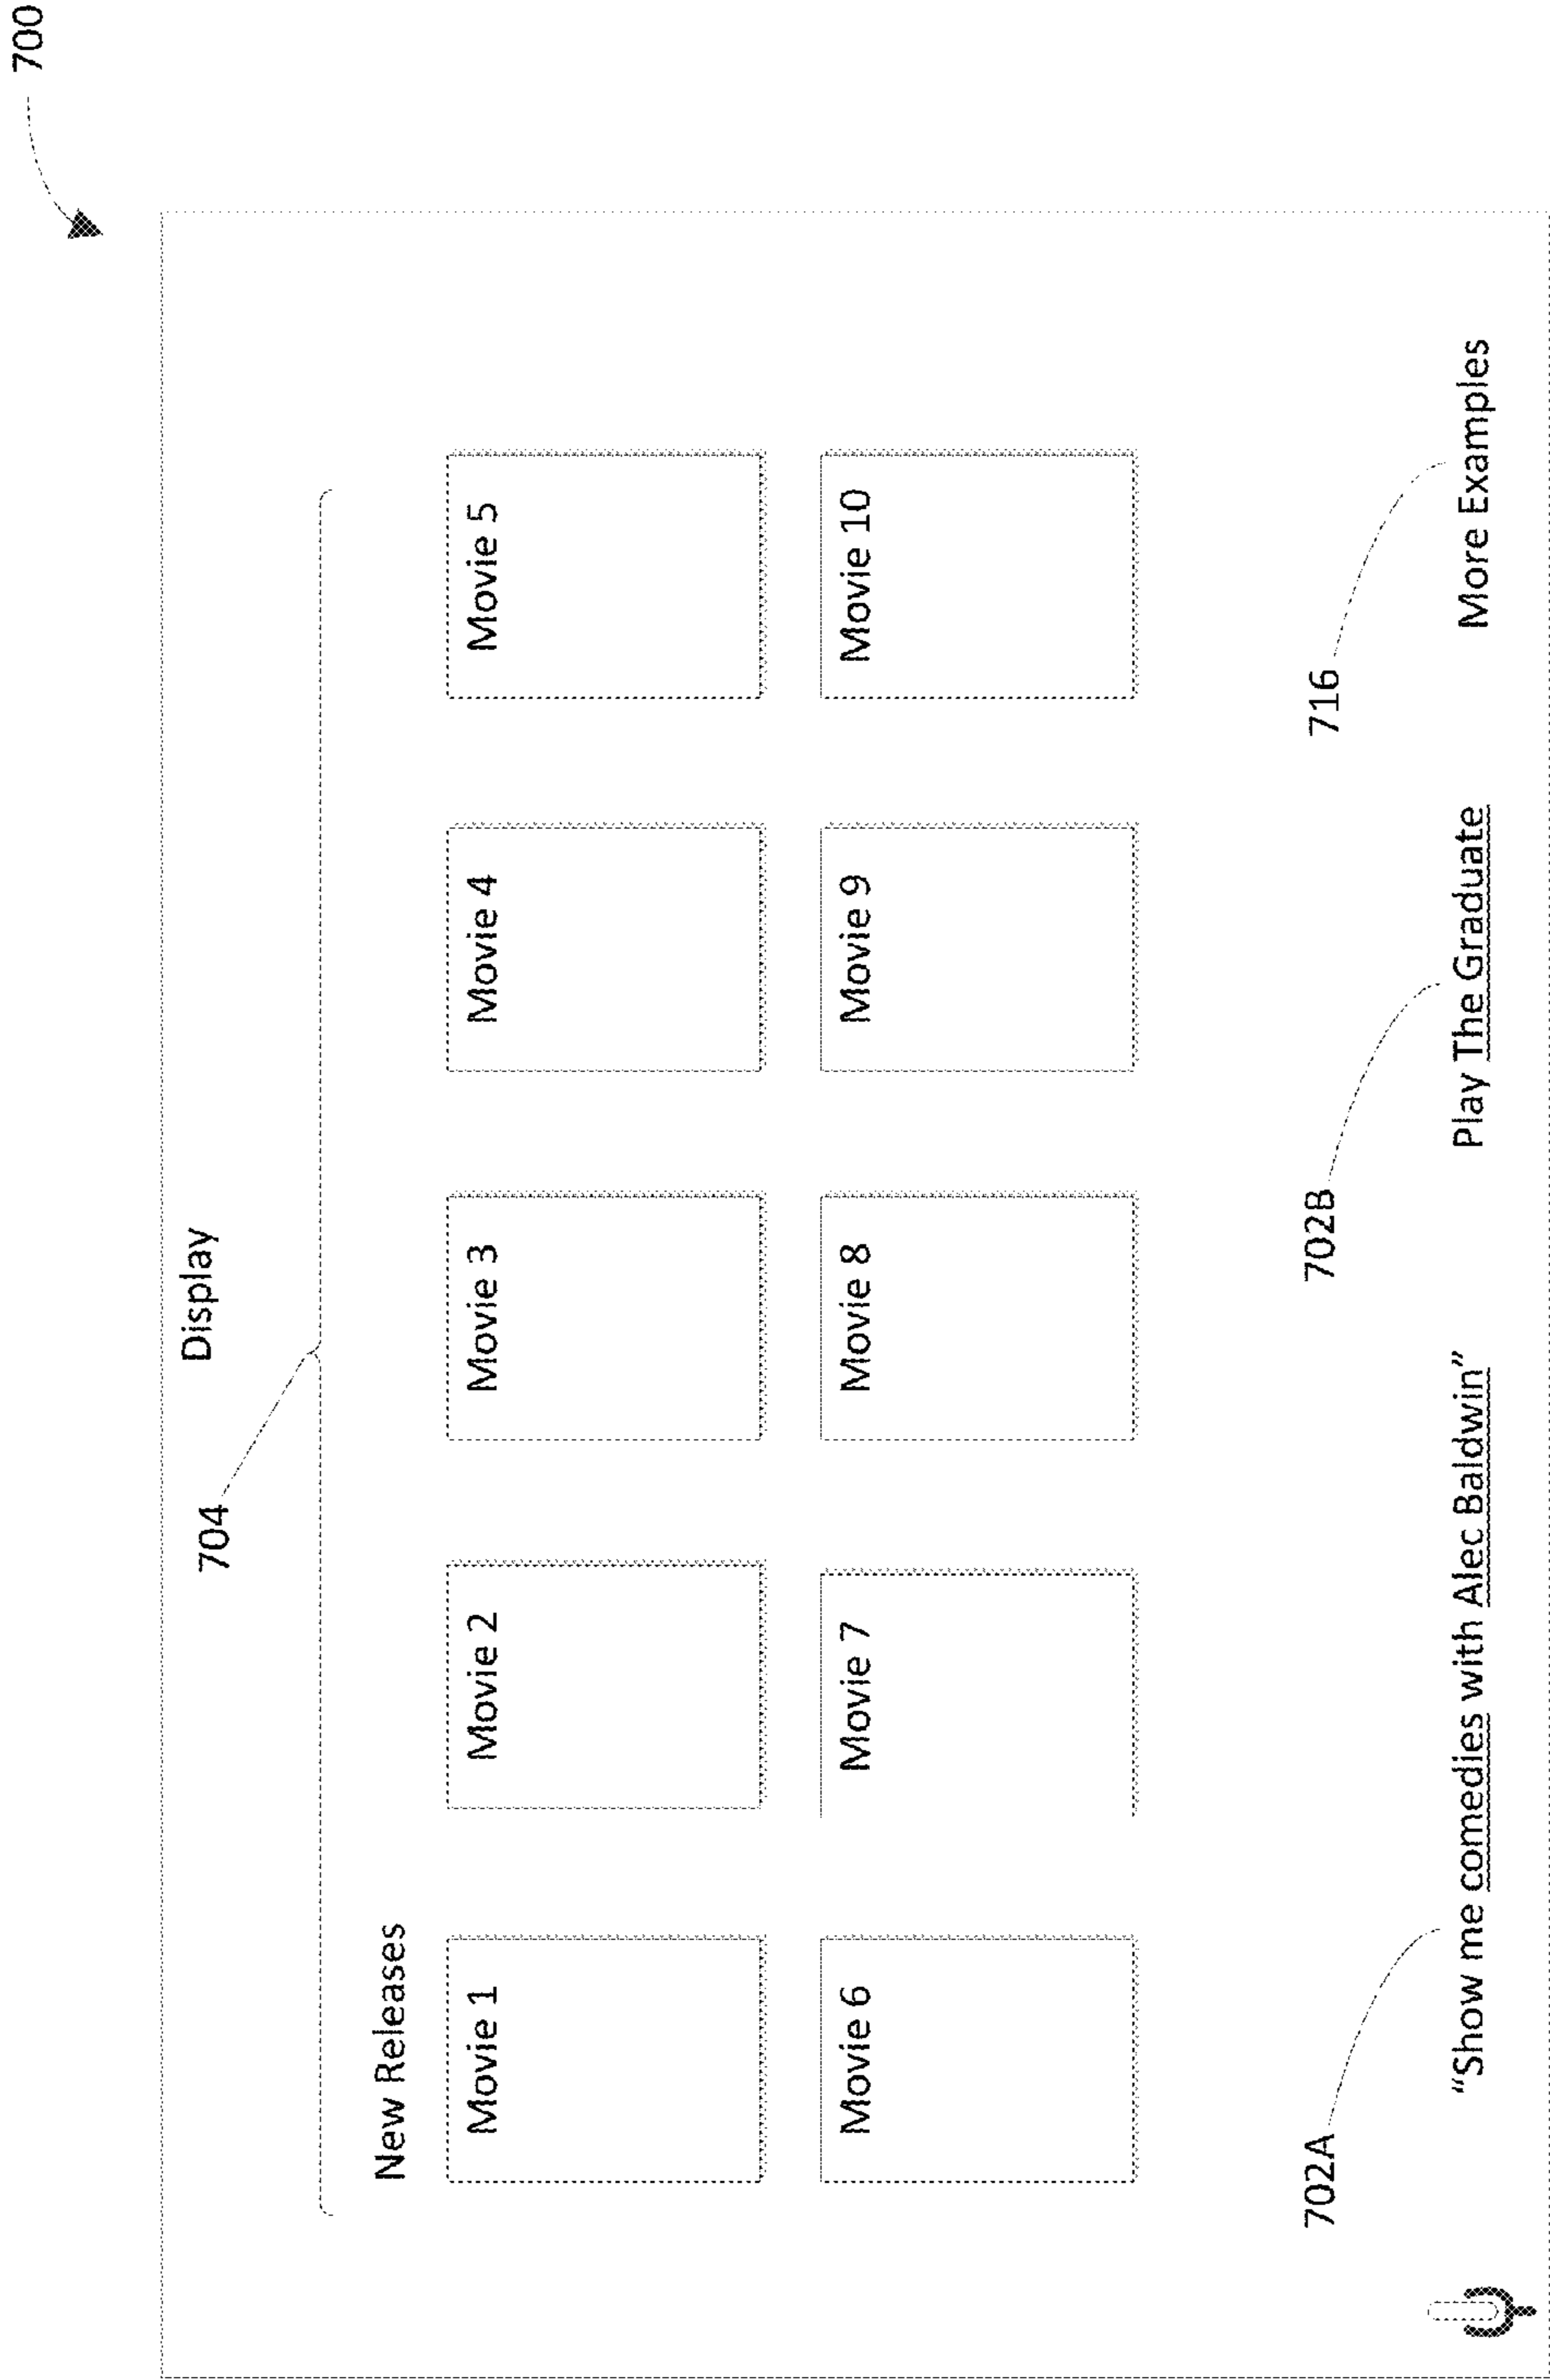 700
Display
704
New Releases
Movie 1 Movie 2 Movie 3 Movie 4 Movie 5
Movie 6 Movie 7 Movie 8 Movie 9 Movie 10
702A 702B 716
“Show me comedies with Alec Baldwin” Play The Graduate More Examples